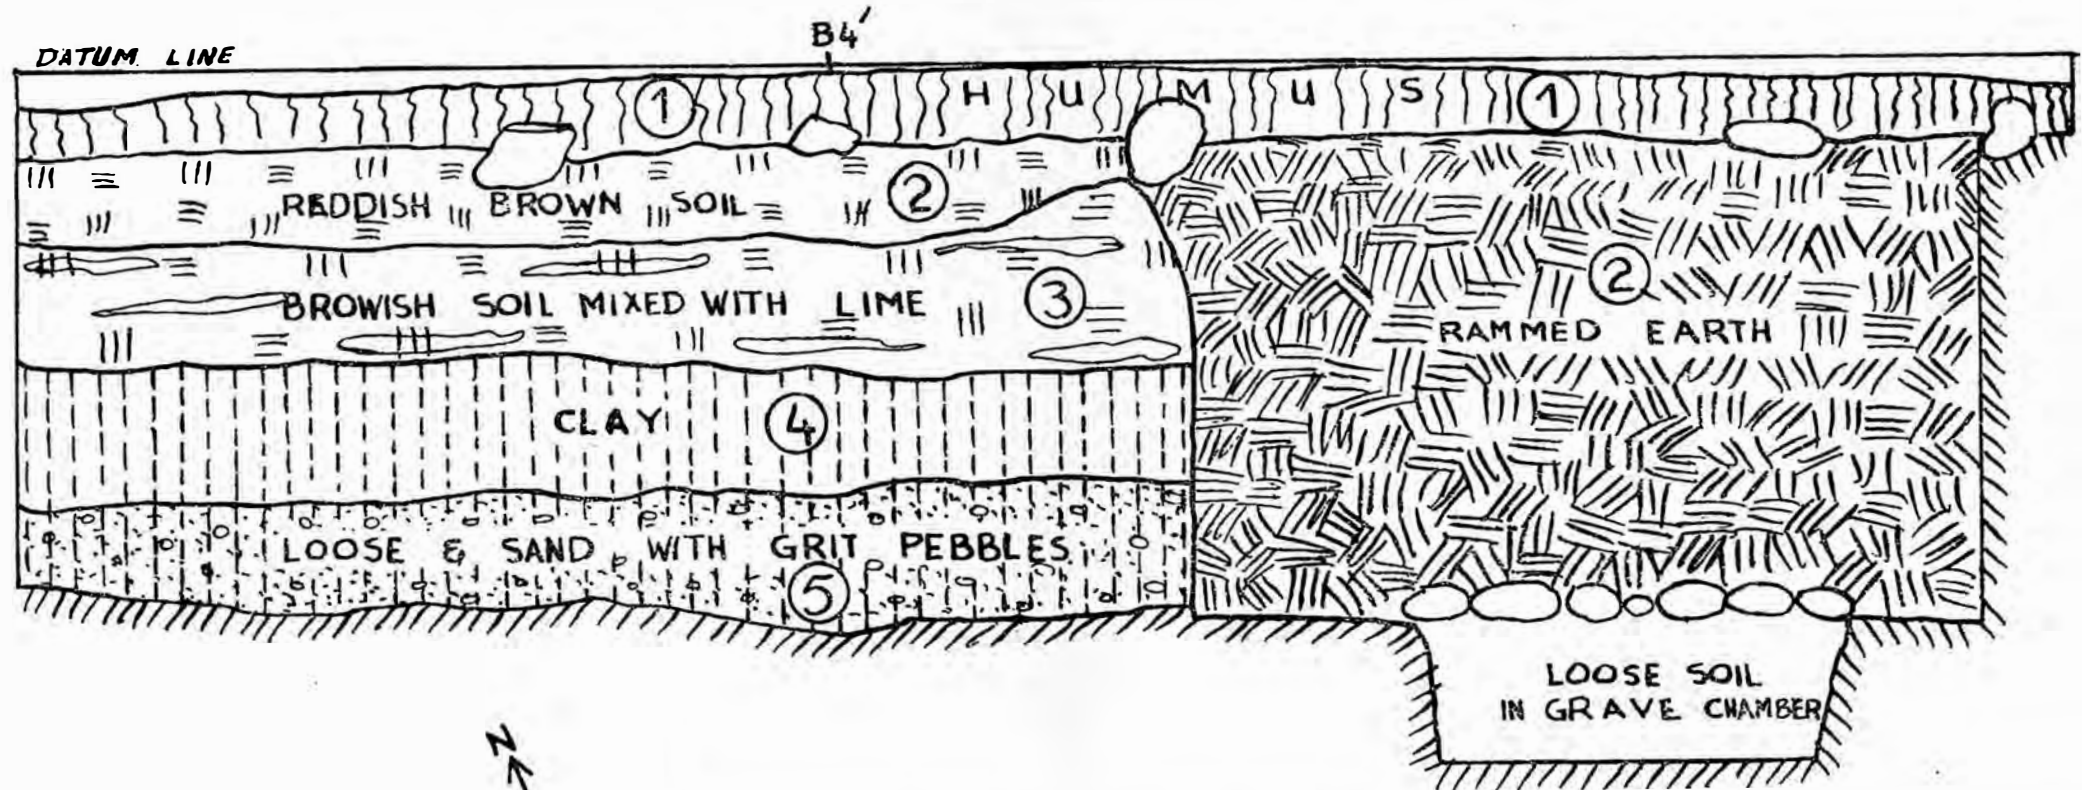 B4'
DATUM LINE
1 HUMUS 1
2
REDDISH BROWN SOIL
2
3
BROWISH SOIL MIXED WITH LIME
RAMMED EARTH
CLAY 4
LOOSE & SAND WITH GRIT PEBBLES
5
LOOSE SOIL
IN GRAVE CHAMBER
N